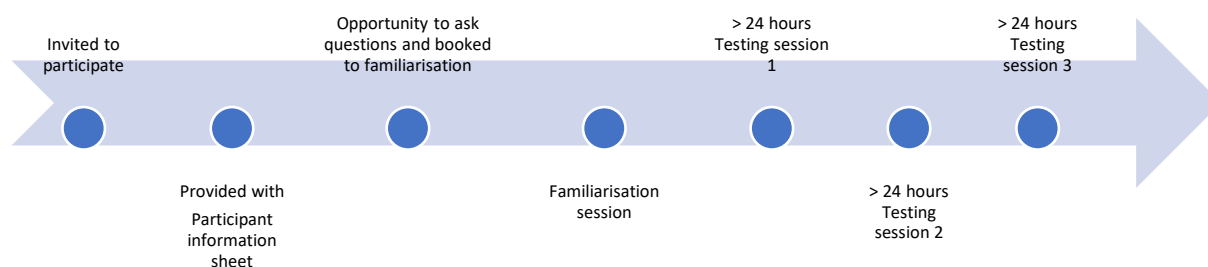 Invited to
participate
Provided with
Participant
information
sheet
Opportunity to ask
questions and booked
to familiarisation
Familiarisation
session
> 24 hours
Testing session
1
> 24 hours
Testing
session 2
> 24 hours
Testing
session 3